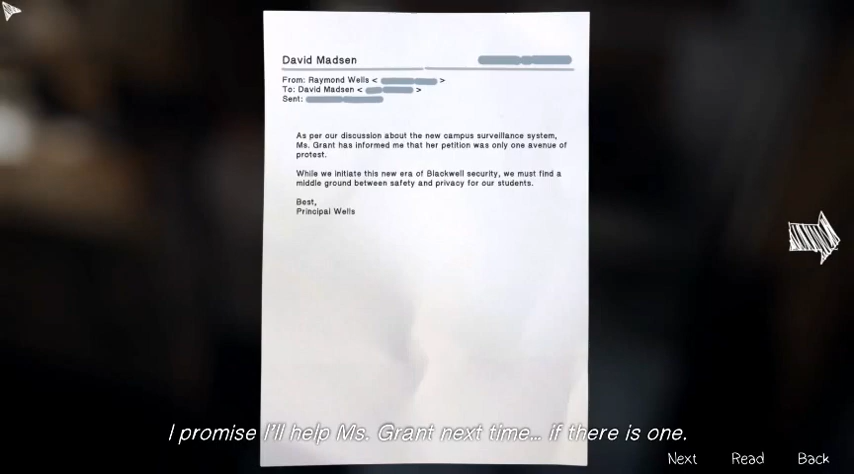 David Madsen
From: Raymond Wells < >
To: David Madsen < >
Sent:
As per our discussion about the new campus surveillance system,
Ms. Grant has informed me that her petition was only one avenue of
protest.
While we initiate this new era of Blackwell security, we must find a
middle ground between safety and privacy for our students.
Best,
Principal Wells
I promise I'll help Ms. Grant next time... if there is one.
Next Read Back